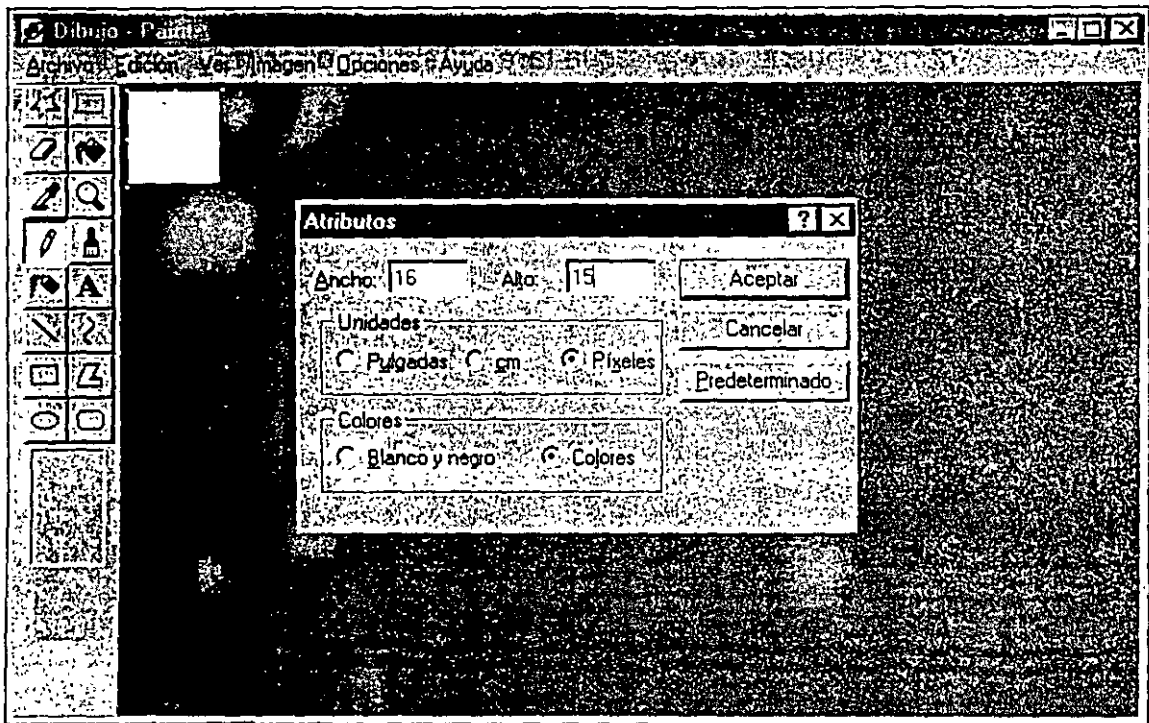 Dibujo - Paint
Archivo Edición Ver Imagen Opciones Ayuda
Atributos
Ancho: 16 Alto: 15 Aceptar
Unidades Cancelar
Pulgadas cm Píxeles Predeterminado
Colores
Blanco y negro Colores
A